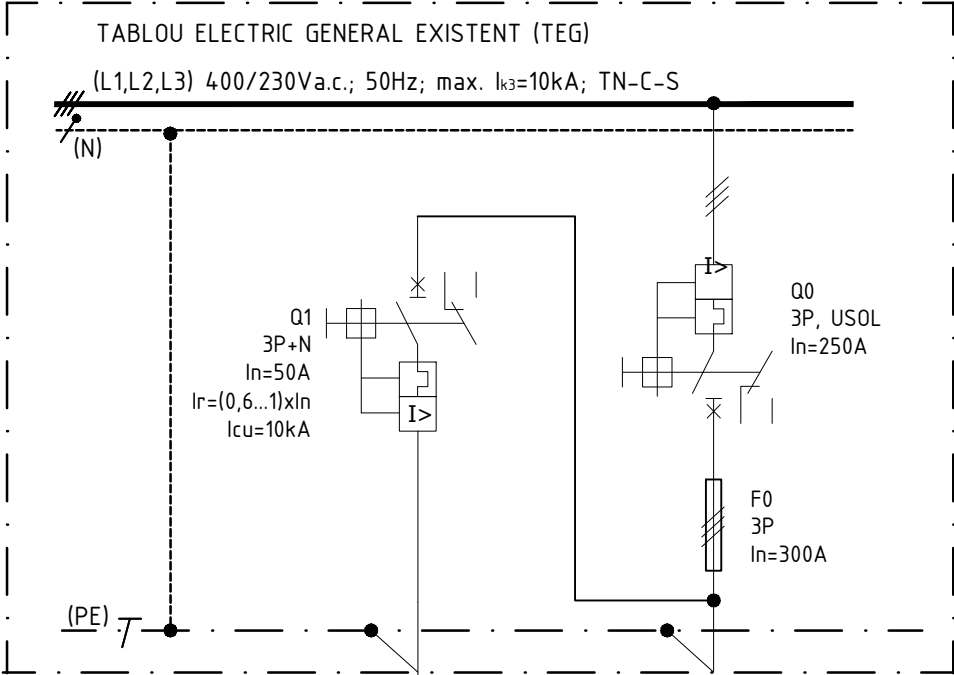 TABLOU ELECTRIC GENERAL EXISTENT (TEG)
(L1,L2,L3) 400/230Va.c.; 50Hz; max. Ik3=10kA; TN-C-S
(N)
I>
Q0
3P, USOL
In=250A
Q1
3P+N
In=50A
Ir=(0,6...1)xIn
Icu=10kA
I>
F0
3P
In=300A
(PE)